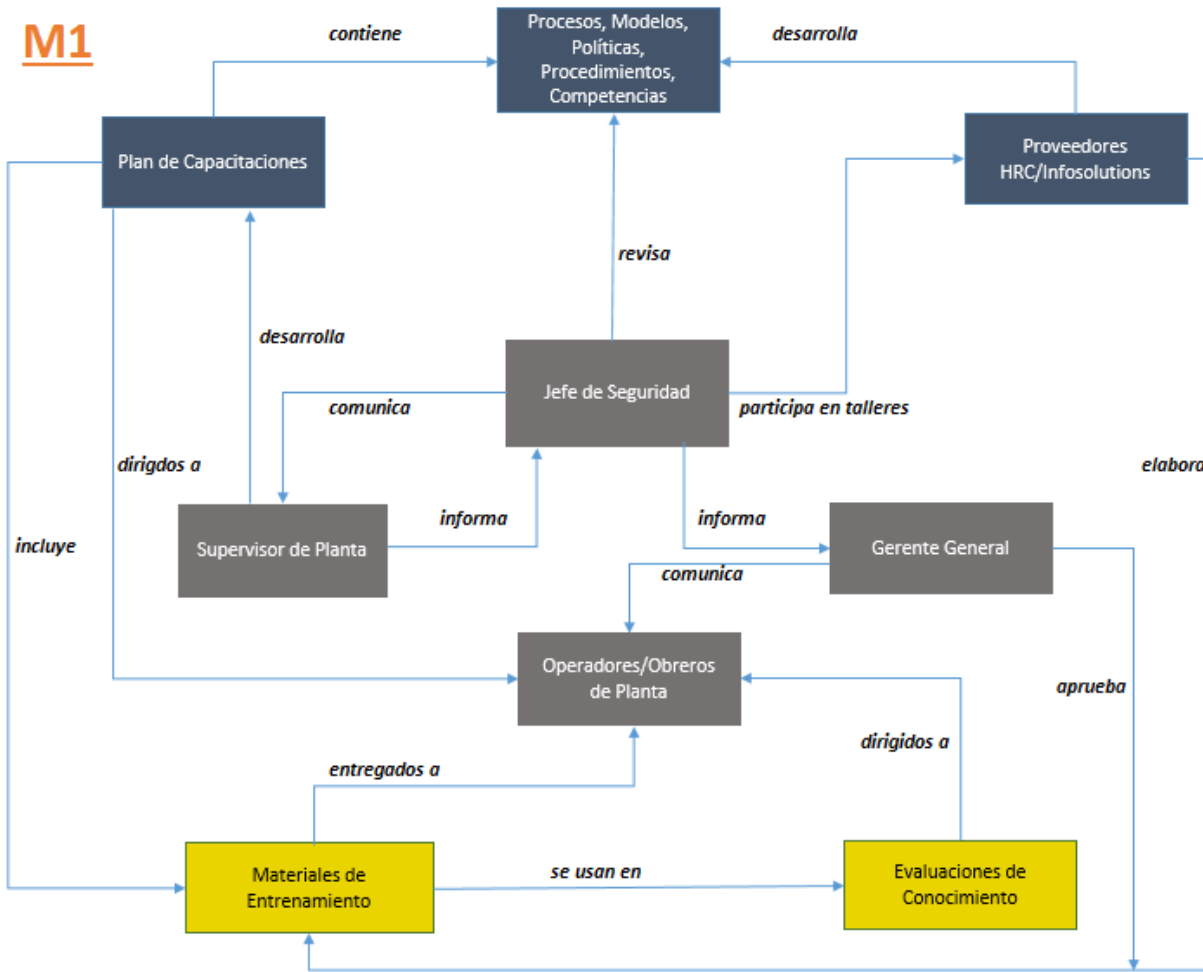 M1
contiene
Procesos, Modelos,
Políticas,
Procedimientos,
Competencias
desarrolla
Plan de Capacitaciones
Proveedores
HRC/Infosolutions
revisa
desarrolla
Jefe de Seguridad
comunica
participa en talleres
dirigdos a
elabora
informa
informa
incluye
Supervisor de Planta
Gerente General
comunica
Operadores/Obreros
de Planta
aprueba
dirigidos a
entregados a
Materiales de
Entrenamiento
se usan en
Evaluaciones de
Conocimiento